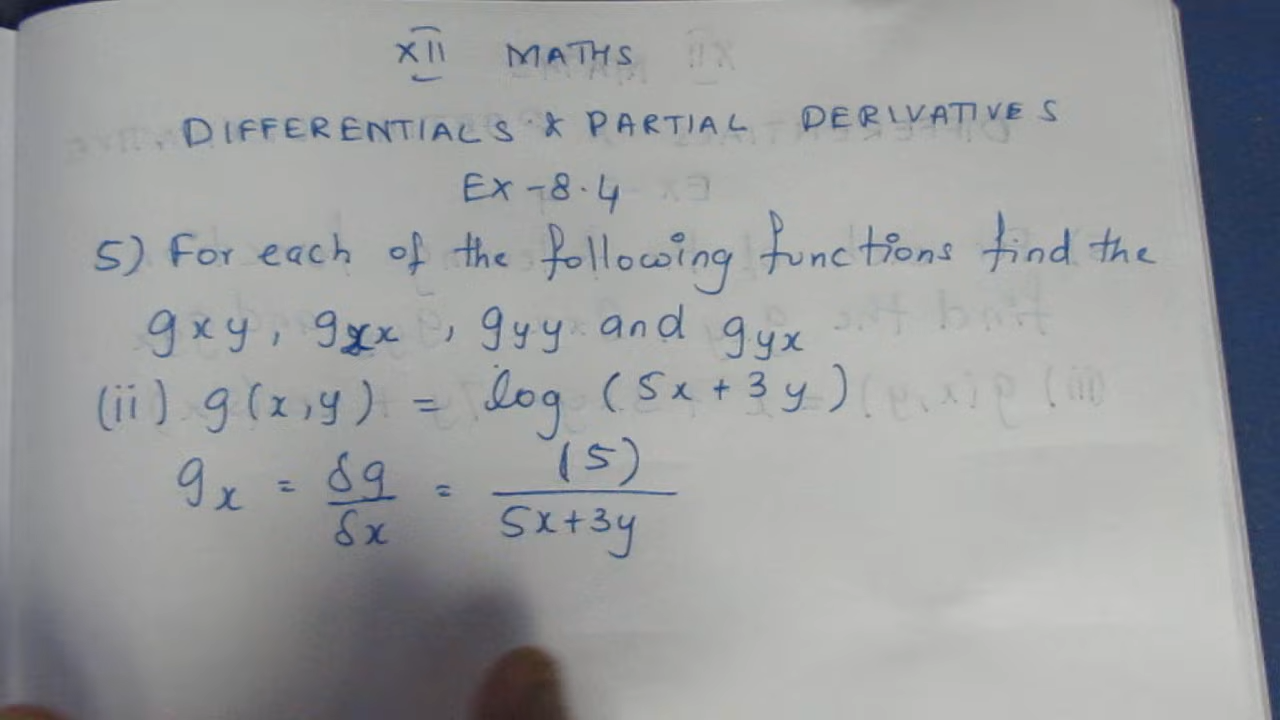 XII MATHS
DIFFERENTIALS & PARTIAL DERIVATIVES
EX -8.4
5) For each of the following functions find the
gxy, gxx, gyy and gyx
(ii) g(x,y) = log (5x+3y)
gx = δg/δx = (5)/5x+3y